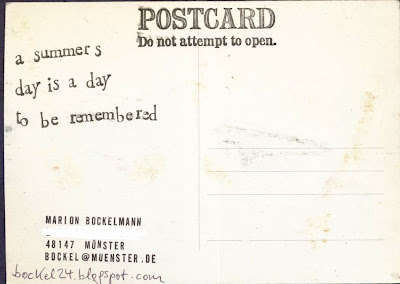 POSTCARD
Do not attempt to open.
a summers
day is a day
to be remembered
MARION BOCKELMANN
48147 MÜNSTER
BOCKEL@MUENSTER.DE
bockel24.blogspot.com